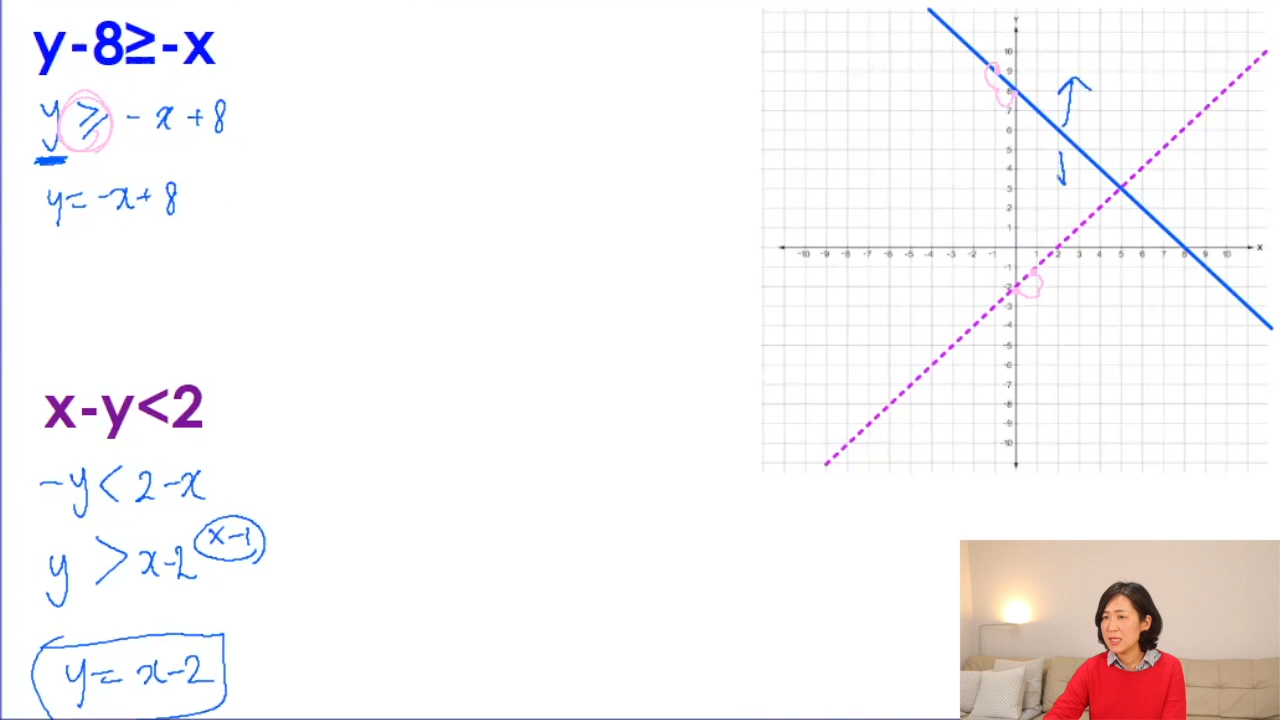 y-8≥-x
y ≥ - x + 8
y = -x + 8
x-y<2
-y < 2 - x
y > x - 2 (x-1)
y = x - 2
Y
10
9
8
7
6
5
4
3
2
1
-10 -9 -8 -7 -6 -5 -4 -3 -2 -1 1 2 3 4 5 6 7 8 9 10 X
-1
-2
-3
-4
-5
-6
-7
-8
-9
-10